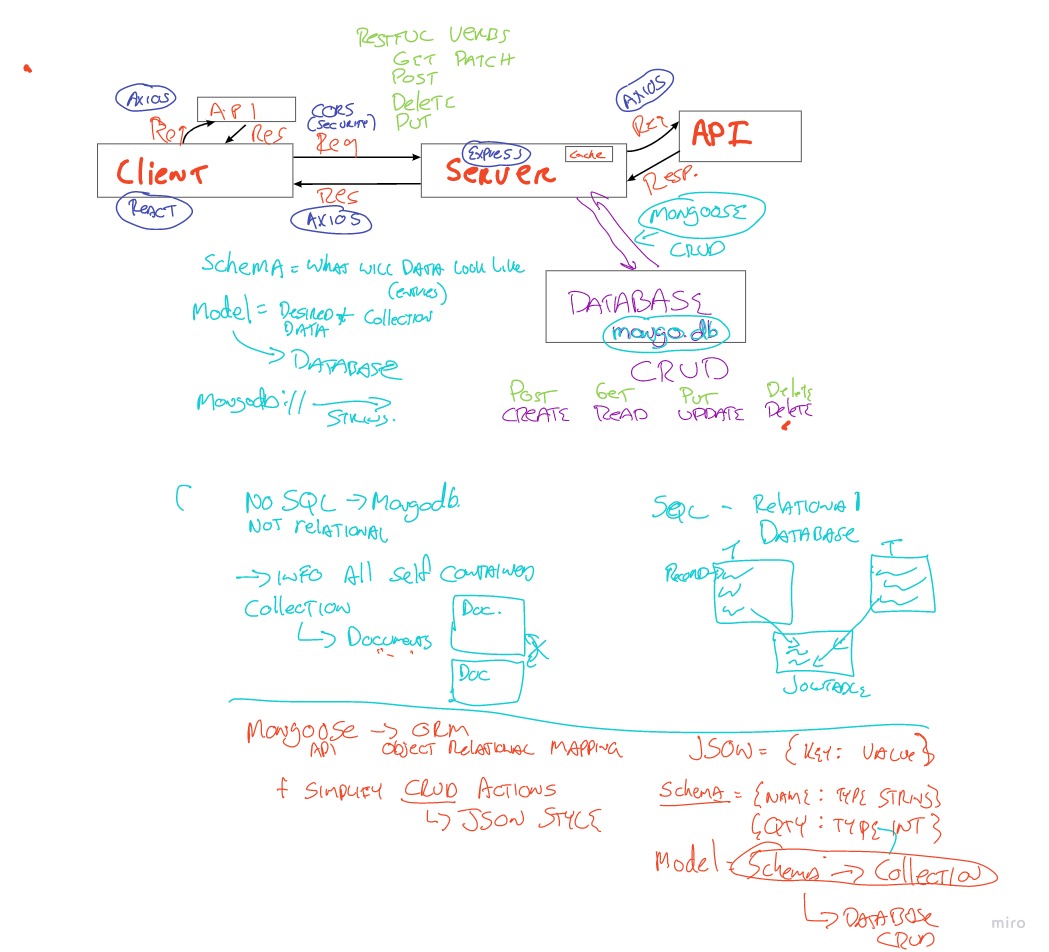 RESTFUL VERBS
GET PATCH
POST
DELETE
PUT
AXIOS
API
Req
Res
CORS
(SECURITY)
Req
Client
REACT
Res
AXIOS
EXPRESS
Cache
SERVER
AXIOS
Req
API
Resp.
MONGOOSE
CRUD
DATABASE
mongo.db
CRUD
POST GET PUT DELETE
CREATE READ UPDATE DELETE
SCHEMA = WHAT WILL DATA LOOK LIKE
(ENTRIES)
Model = DESIRED + COLLECTION
DATA
DATABASE
Mongodb://
STRING.
NO SQL → Mongodb.
NOT RELATIONAL
→ INFO All self CONTAINED
Collection
Documents
Doc.
Doc
SQL - RELATIONAL
DATABASE
T
T
Record
JOINTABLE
MONGOOSE → ORM
API OBJECT RELATIONAL MAPPING
+ SIMPLIFY CRUD ACTIONS
JSON STYLE
JSON = {KEY: VALUE}
SCHEMA = {NAME: TYPE STRING}
{QTY: TYPE INT}
Model = Schema → Collection
DATABASE
CRUD
miro